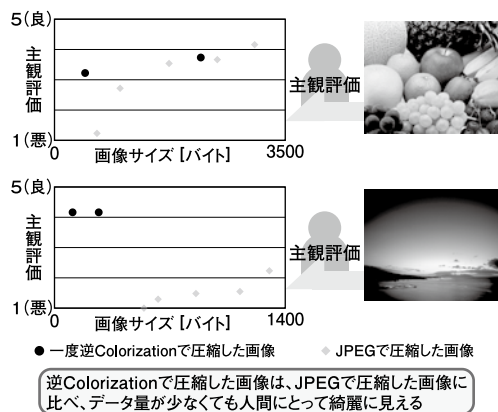 5(良)
主観評価
1(悪)
0
画像サイズ [バイト]
3500
主観評価
5(良)
主観評価
1(悪)
0
画像サイズ [バイト]
1400
主観評価
● 一度逆Colorizationで圧縮した画像
◆ JPEGで圧縮した画像
逆Colorizationで圧縮した画像は、JPEGで圧縮した画像に
比べ、データ量が少なくても人間にとって綺麗に見える